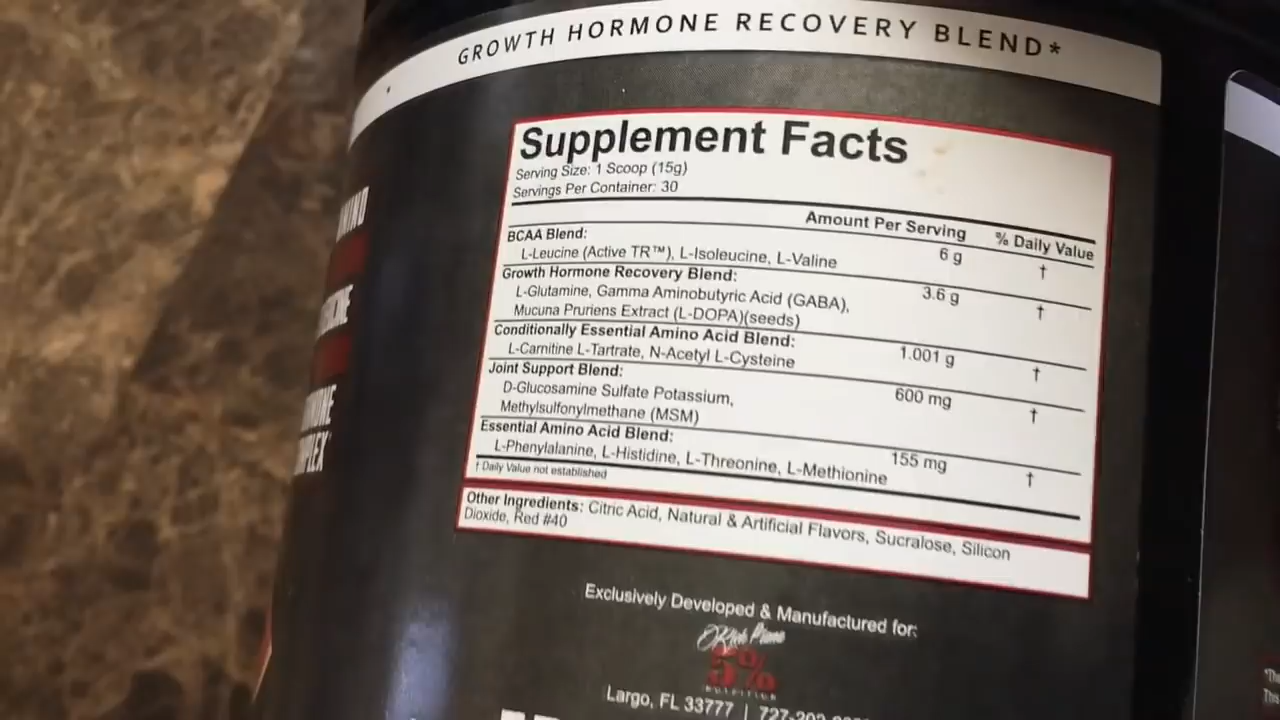 GROWTH HORMONE RECOVERY BLEND*
Supplement Facts
Serving Size: 1 Scoop (15g)
Servings Per Container: 30
Amount Per Serving % Daily Value
BCAA Blend: 6 g †
L-Leucine (Active TR™), L-Isoleucine, L-Valine
Growth Hormone Recovery Blend: 3.6 g †
L-Glutamine, Gamma Aminobutyric Acid (GABA),
Mucuna Pruriens Extract (L-DOPA)(seeds)
Conditionally Essential Amino Acid Blend: 1.001 g †
L-Carnitine L-Tartrate, N-Acetyl L-Cysteine
Joint Support Blend: 600 mg †
D-Glucosamine Sulfate Potassium,
Methylsulfonylmethane (MSM)
Essential Amino Acid Blend: 155 mg †
L-Phenylalanine, L-Histidine, L-Threonine, L-Methionine
† Daily Value not established
Other Ingredients: Citric Acid, Natural & Artificial Flavors, Sucralose, Silicon
Dioxide, Red #40
Exclusively Developed & Manufactured for:
Rich Piana
5%
NUTRITION
Largo, FL 33777 |